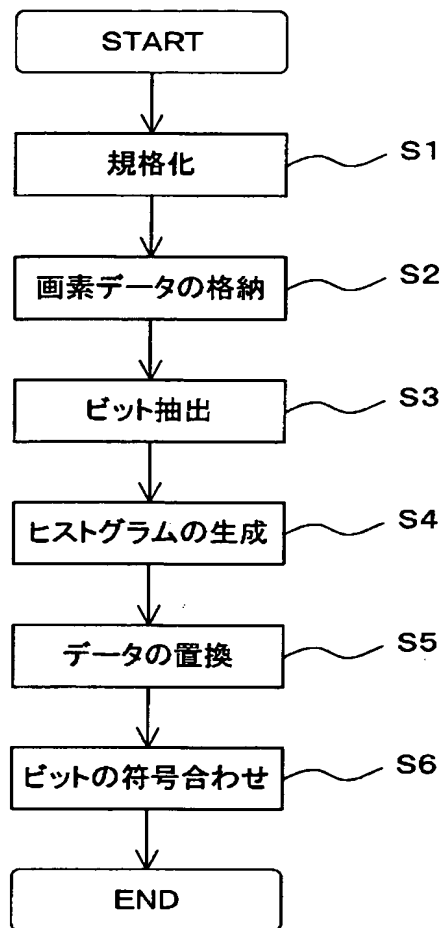 START
規格化 S1
画素データの格納 S2
ビット抽出 S3
ヒストグラムの生成 S4
データの置換 S5
ビットの符号合わせ S6
END